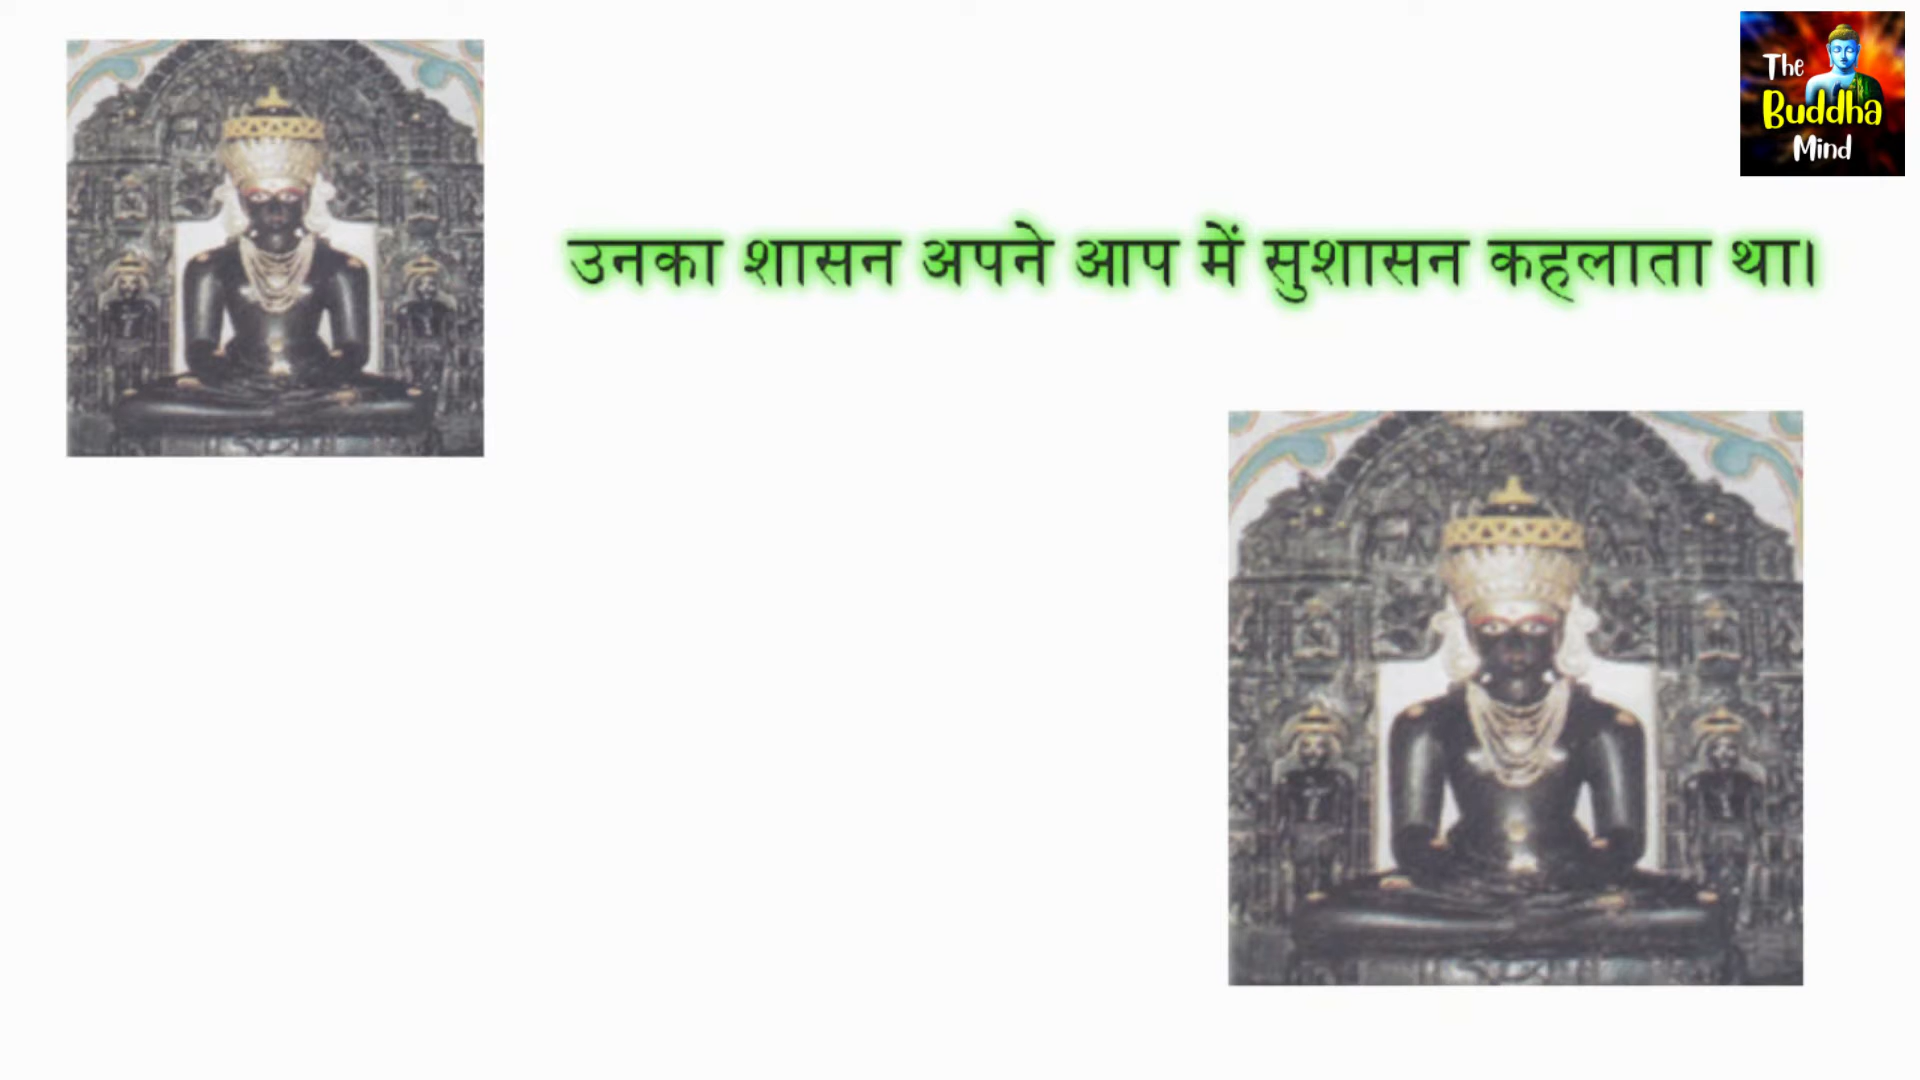 The
Buddha
Mind
उनका शासन अपने आप में सुशासन कहलाता था।